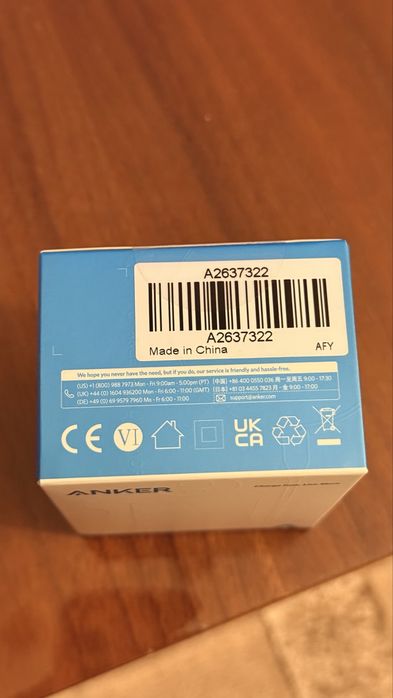 A2637322
A2637322
Made in China
AFY
We hope you never have the need, but if you do, our service is friendly and hassle-free.
(US) +1 (800) 988 7973 Mon - Fri 9:00am - 5:00pm (PT)
(UK) +44 (0) 1604 936200 Mon - Fri 6:00 - 11:00 (GMT)
(DE) +49 (0) 69 9579 7960 Mo - Fr 6:00 - 11:00
(中国) +86 400 0550 036 周一至周五 9:00 - 17:30
(日本) +81 03 4455 7823 月 - 金 9:00 - 17:00
support@anker.com
CE
VI
UK
CA
ANKER